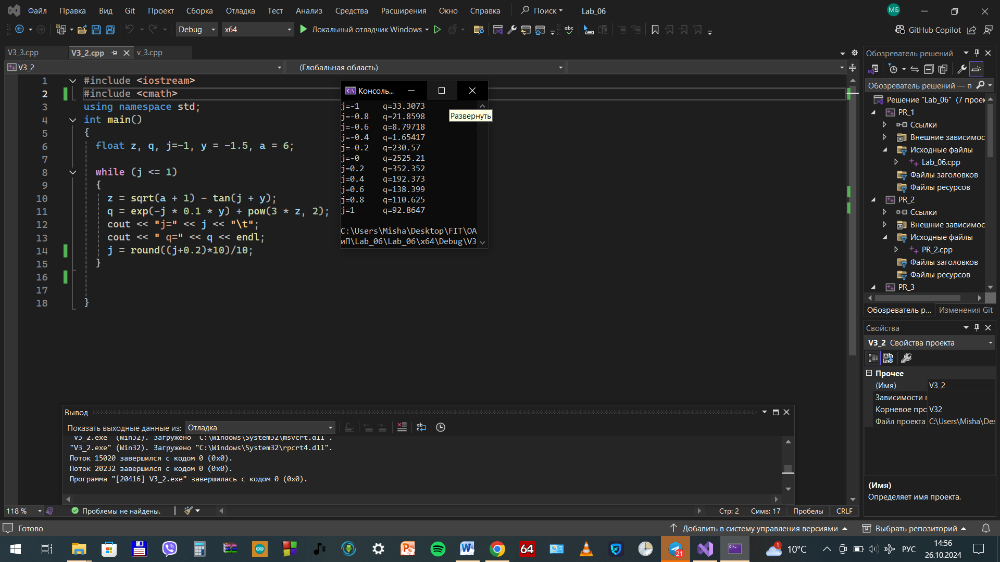 Файл Правка Вид Git Проект Сборка Отладка Тест Анализ Средства Расширения Окно Справка Поиск Lab_06 МБ
Debug x64 Локальный отладчик Windows GitHub Copilot
V3_3.cpp V3_2.cpp v_3.cpp
V3_2 (Глобальная область)
1 #include <iostream>
2 #include <cmath>
3 using namespace std;
4 int main()
5 {
6 float z, q, j=-1, y = -1.5, a = 6;
7
8 while (j <= 1)
9 {
10 z = sqrt(a + 1) - tan(j + y);
11 q = exp(-j * 0.1 * y) + pow(3 * z, 2);
12 cout << "j=" << j << "\t";
13 cout << " q=" << q << endl;
14 j = round((j+0.2)*10)/10;
15 }
16
17
18 }
Консоль...
Развернуть
j=-1 q=33.3073
j=-0.8 q=21.8598
j=-0.6 q=8.79718
j=-0.4 q=1.65417
j=-0.2 q=230.57
j=-0 q=2525.21
j=0.2 q=352.352
j=0.4 q=192.373
j=0.6 q=138.399
j=0.8 q=110.625
j=1 q=92.8647
C:\Users\Misha\Desktop\FIT\ОА
иП\Lab_06\Lab_06\x64\Debug\V3
Обозреватель решений
Обозреватель решений — п
Решение "Lab_06" (7 проек
PR_1
Ссылки
Внешние зависимос
Исходные файлы
Lab_06.cpp
Файлы заголовков
Файлы ресурсов
PR_2
Ссылки
Внешние зависимос
Исходные файлы
PR_2.cpp
Файлы заголовков
Файлы ресурсов
PR_3
Обозреватель р... Изменения Git
Свойства
V3_2 Свойства проекта
Прочее
(Имя) V3_2
Зависимости п
Корневое про V32
Файл проекта C:\Users\Misha\Des
(Имя)
Определяет имя проекта.
Вывод
Показать выходные данные из: Отладка
"V3_2.exe" (Win32). Загружено "C:\Windows\System32\msvcrt.dll".
"V3_2.exe" (Win32). Загружено "C:\Windows\System32\rpcrt4.dll".
Поток 15020 завершился с кодом 0 (0x0).
Поток 20232 завершился с кодом 0 (0x0).
Программа "[20416] V3_2.exe" завершилась с кодом 0 (0x0).
118 % Проблемы не найдены. Стр: 2 Симв: 17 Пробелы CRLF
Готово Добавить в систему управления версиями Выбрать репозиторий
64 21 1 10°C РУС 14:56
26.10.2024